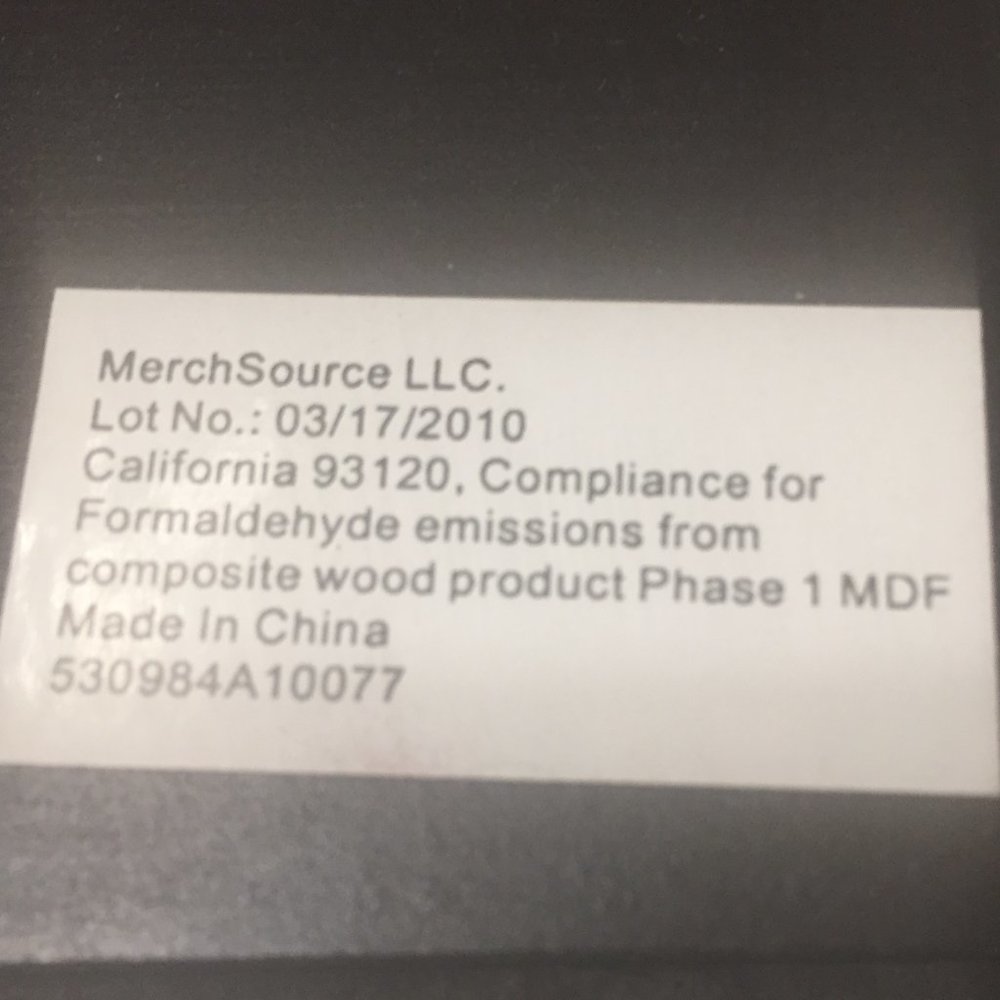 MerchSource LLC.
Lot No.: 03/17/2010
California 93120, Compliance for
Formaldehyde emissions from
composite wood product Phase 1 MDF
Made In China
530984A10077